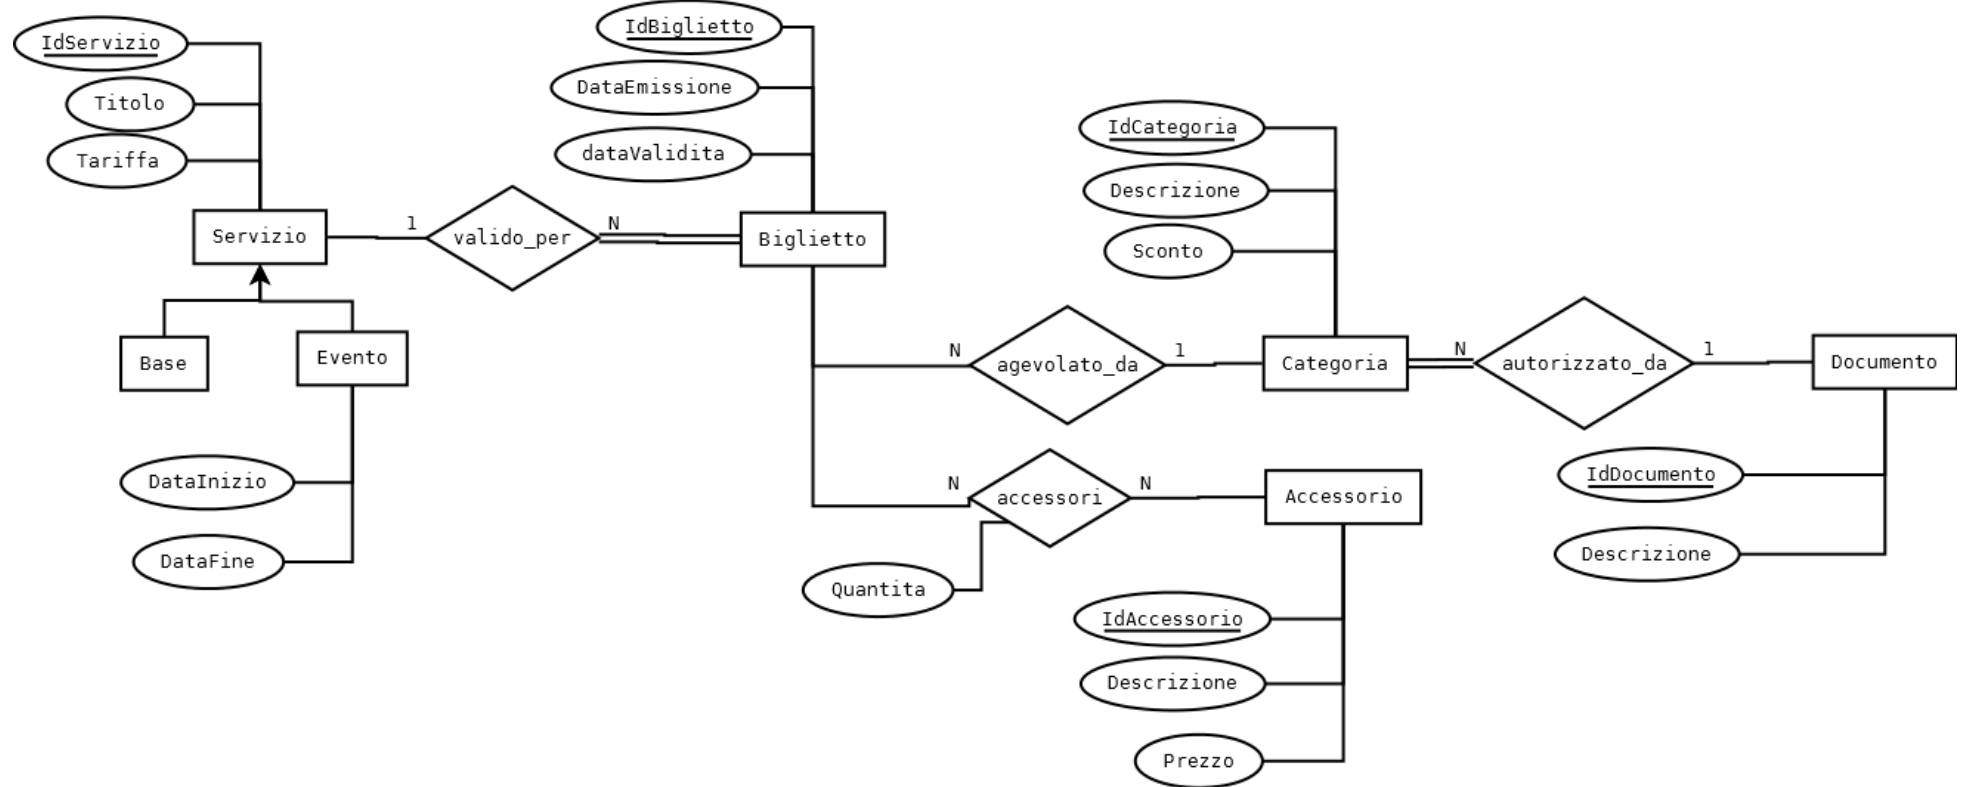 IdServizio
Titolo
Tariffa
IdBiglietto
DataEmissione
dataValidita
Servizio
1
valido_per
N
Biglietto
Base
Evento
DataInizio
DataFine
IdCategoria
Descrizione
Sconto
N
agevolato_da
1
Categoria
N
autorizzato_da
1
Documento
IdDocumento
Descrizione
N
accessori
N
Accessorio
Quantita
IdAccessorio
Descrizione
Prezzo